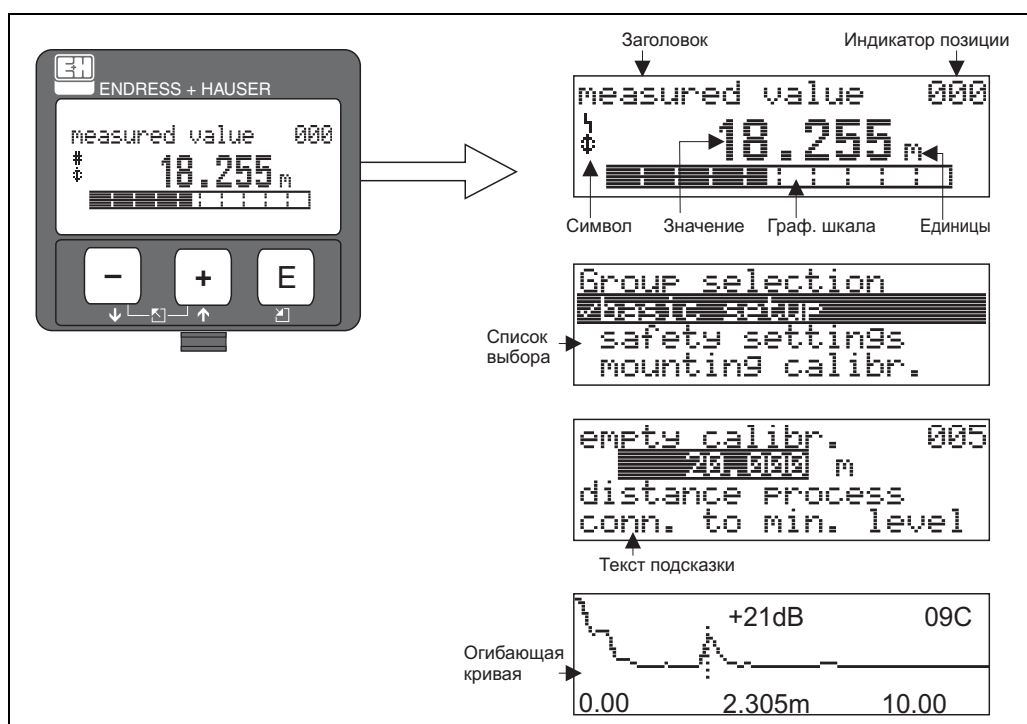 ENDRESS + HAUSER
measured value 000
18.255 m
− + E
Заголовок Индикатор позиции
measured value 000
18.255 m
Символ Значение Граф. шкала Единицы
Group selection
basic setup
safety settings
mounting calibr.
Список
выбора
empty calibr. 005
20.000 m
distance process
conn. to min. level
Текст подсказки
+21dB 09C
Огибающая
кривая
0.00 2.305m 10.00